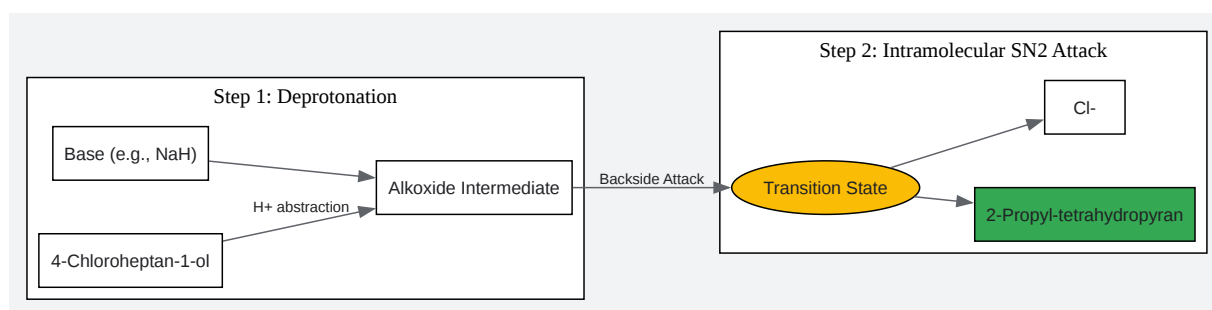 Step 1: Deprotonation
Base (e.g., NaH)
H+ abstraction
4-Chloroheptan-1-ol
Alkoxide Intermediate
Backside Attack
Step 2: Intramolecular SN2 Attack
Transition State
Cl-
2-Propyl-tetrahydropyran